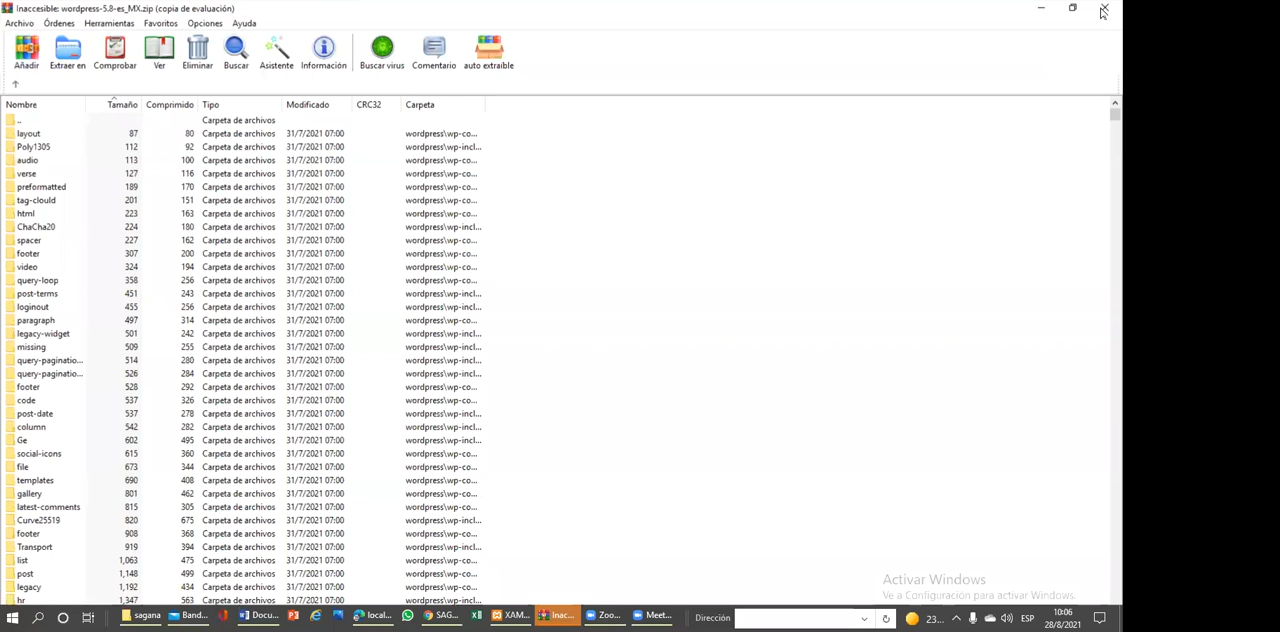 Inaccesible: wordpress-5.8-es_MX.zip (copia de evaluación)
Archivo Órdenes Herramientas Favoritos Opciones Ayuda
Añadir Extraer en Comprobar Ver Eliminar Buscar Asistente Información Buscar virus Comentario auto extraíble
Nombre Tamaño Comprimido Tipo Modificado CRC32 Carpeta
.. Carpeta de archivos
layout 87 80 Carpeta de archivos 31/7/2021 07:00 wordpress\wp-co...
Poly1305 112 92 Carpeta de archivos 31/7/2021 07:00 wordpress\wp-incl...
audio 113 100 Carpeta de archivos 31/7/2021 07:00 wordpress\wp-co...
verse 127 116 Carpeta de archivos 31/7/2021 07:00 wordpress\wp-co...
preformatted 189 170 Carpeta de archivos 31/7/2021 07:00 wordpress\wp-co...
tag-clould 201 151 Carpeta de archivos 31/7/2021 07:00 wordpress\wp-co...
html 223 163 Carpeta de archivos 31/7/2021 07:00 wordpress\wp-co...
ChaCha20 224 180 Carpeta de archivos 31/7/2021 07:00 wordpress\wp-incl...
spacer 227 162 Carpeta de archivos 31/7/2021 07:00 wordpress\wp-co...
footer 307 200 Carpeta de archivos 31/7/2021 07:00 wordpress\wp-co...
video 324 194 Carpeta de archivos 31/7/2021 07:00 wordpress\wp-co...
query-loop 358 256 Carpeta de archivos 31/7/2021 07:00 wordpress\wp-co...
post-terms 451 243 Carpeta de archivos 31/7/2021 07:00 wordpress\wp-incl...
loginout 455 256 Carpeta de archivos 31/7/2021 07:00 wordpress\wp-incl...
paragraph 497 314 Carpeta de archivos 31/7/2021 07:00 wordpress\wp-co...
legacy-widget 501 242 Carpeta de archivos 31/7/2021 07:00 wordpress\wp-incl...
missing 509 255 Carpeta de archivos 31/7/2021 07:00 wordpress\wp-incl...
query-paginatio... 514 280 Carpeta de archivos 31/7/2021 07:00 wordpress\wp-incl...
query-paginatio... 526 284 Carpeta de archivos 31/7/2021 07:00 wordpress\wp-incl...
footer 528 292 Carpeta de archivos 31/7/2021 07:00 wordpress\wp-co...
code 537 326 Carpeta de archivos 31/7/2021 07:00 wordpress\wp-co...
post-date 537 278 Carpeta de archivos 31/7/2021 07:00 wordpress\wp-incl...
column 542 282 Carpeta de archivos 31/7/2021 07:00 wordpress\wp-incl...
Ge 602 495 Carpeta de archivos 31/7/2021 07:00 wordpress\wp-incl...
social-icons 615 360 Carpeta de archivos 31/7/2021 07:00 wordpress\wp-co...
file 673 344 Carpeta de archivos 31/7/2021 07:00 wordpress\wp-co...
templates 690 408 Carpeta de archivos 31/7/2021 07:00 wordpress\wp-co...
gallery 801 462 Carpeta de archivos 31/7/2021 07:00 wordpress\wp-co...
latest-comments 815 305 Carpeta de archivos 31/7/2021 07:00 wordpress\wp-co...
Curve25519 820 675 Carpeta de archivos 31/7/2021 07:00 wordpress\wp-incl...
footer 908 368 Carpeta de archivos 31/7/2021 07:00 wordpress\wp-co...
Transport 919 394 Carpeta de archivos 31/7/2021 07:00 wordpress\wp-incl...
list 1,063 475 Carpeta de archivos 31/7/2021 07:00 wordpress\wp-co...
post 1,148 499 Carpeta de archivos 31/7/2021 07:00 wordpress\wp-co...
legacy 1,192 434 Carpeta de archivos 31/7/2021 07:00 wordpress\wp-co...
hr 1,347 563 Carpeta de archivos 31/7/2021 07:00 wordpress\wp-co...
Activar Windows
Ve a Configuración para activar Windows.
sagana Band... Docu... local... SAG... XAM... Inac... Zoo... Meet... Dirección 23... ESP 10:06
28/8/2021